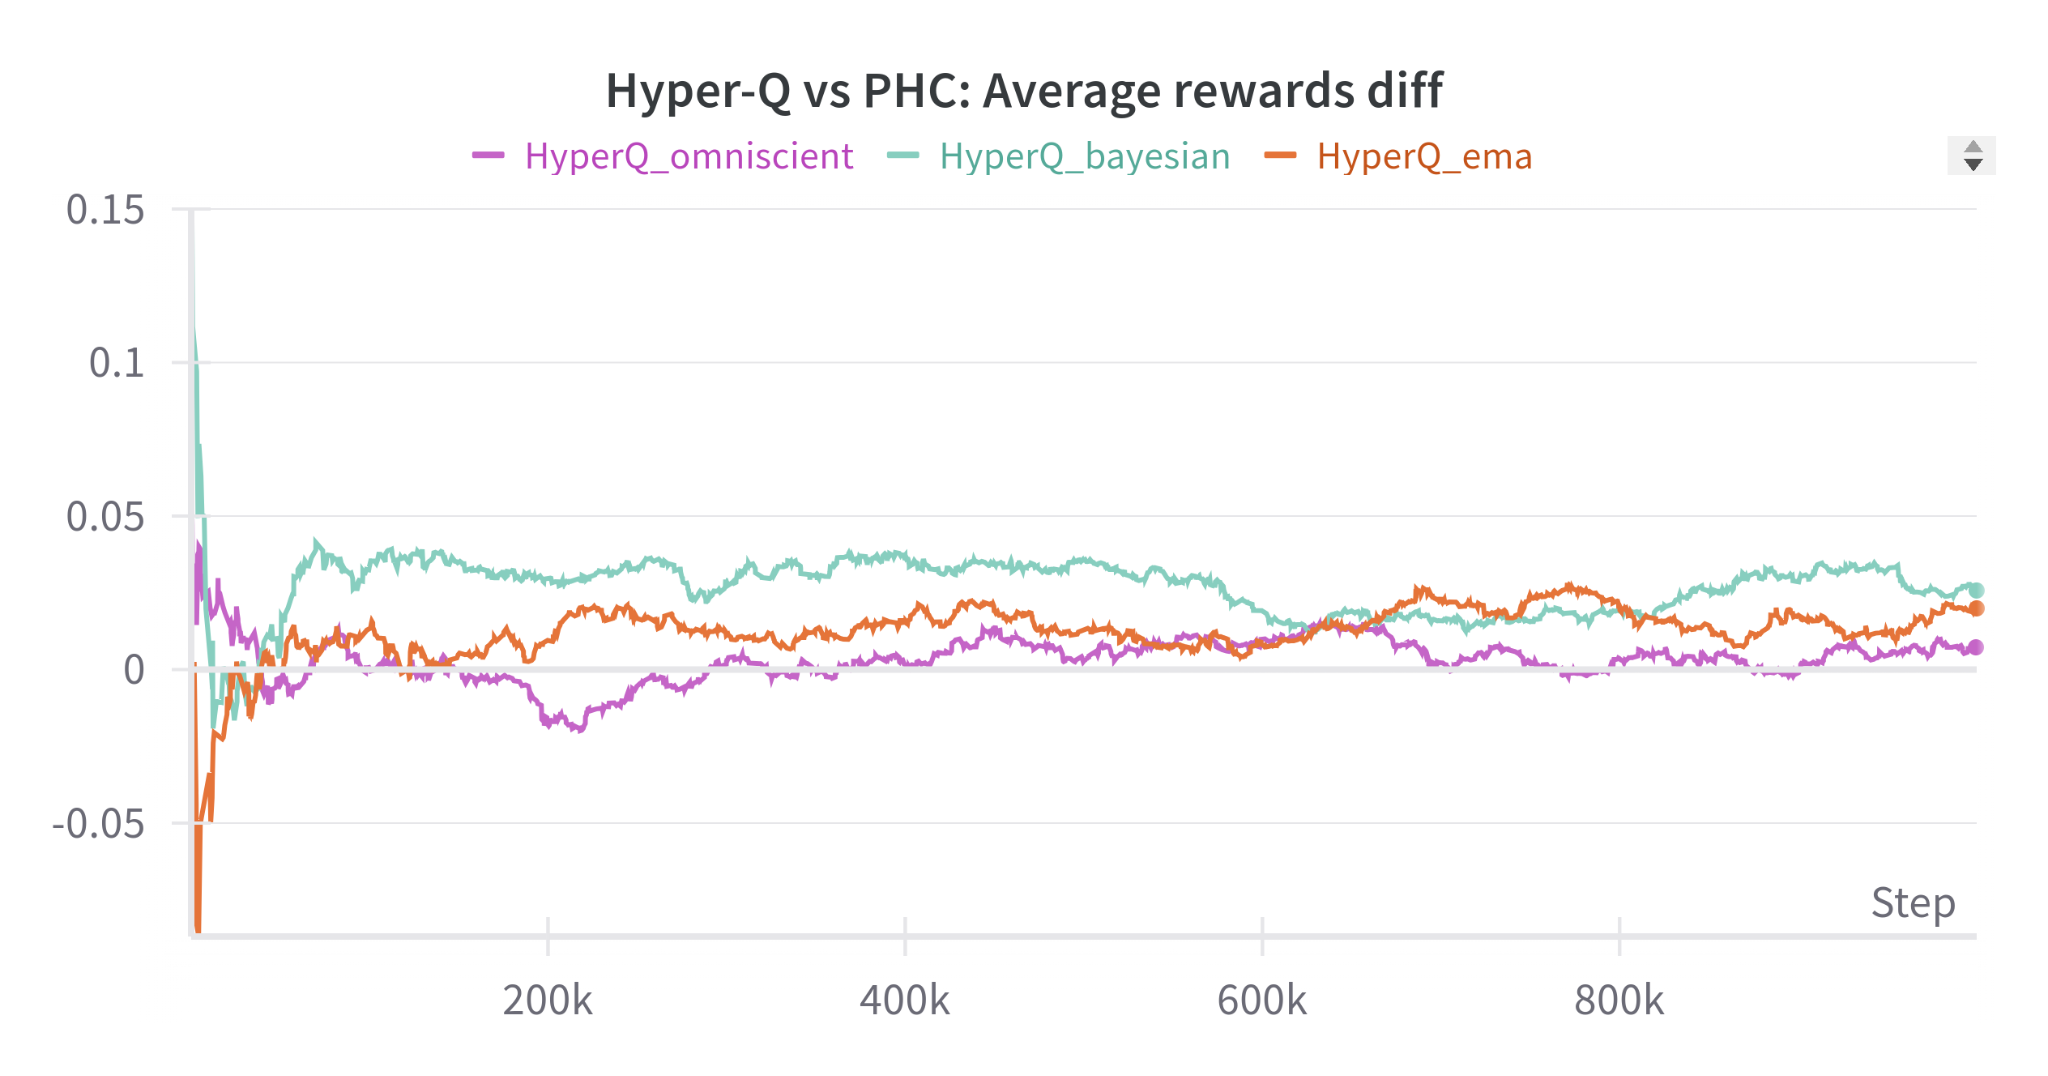 Hyper-Q vs PHC: Average rewards diff
HyperQ_omniscient HyperQ_bayesian HyperQ_ema
0.15
0.1
0.05
0
-0.05
Step
200k 400k 600k 800k